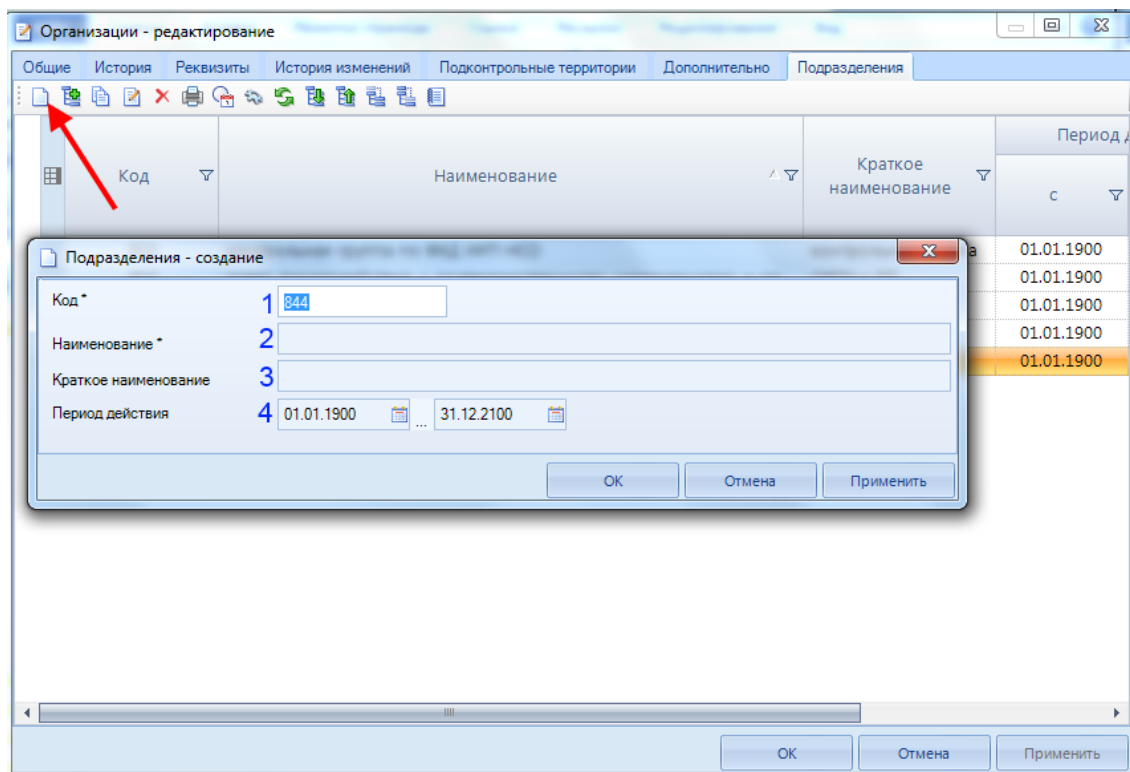 Организации - редактирование
Общие История Реквизиты История изменений Подконтрольные территории Дополнительно Подразделения
Период
Код Наименование Краткое наименование с
Подразделения - создание
01.01.1900
01.01.1900
01.01.1900
01.01.1900
01.01.1900
Код * 1 844
Наименование * 2
Краткое наименование 3
Период действия 4 01.01.1900 ... 31.12.2100
ОК Отмена Применить
ОК Отмена Применить